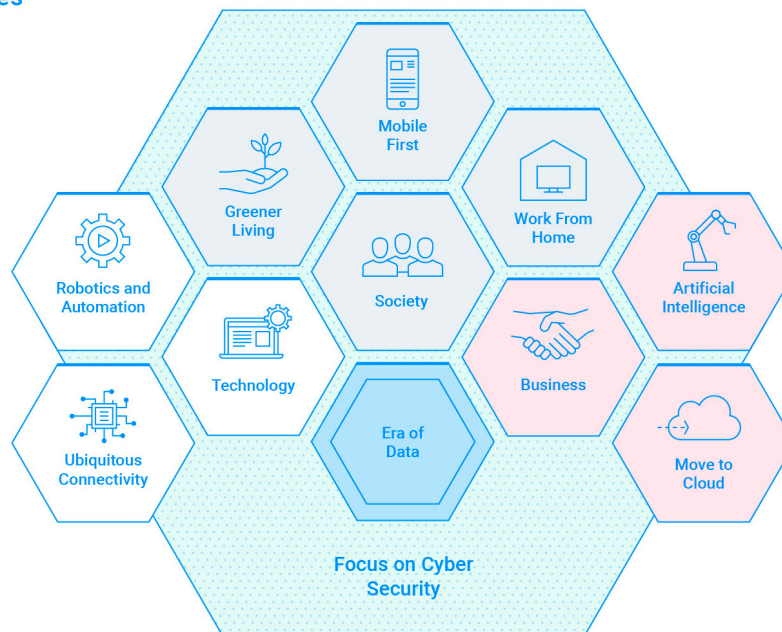 Mobile
First
Greener
Living
Work From
Home
Robotics and
Automation
Society
Artificial
Intelligence
Technology
Business
Era of
Data
Ubiquitous
Connectivity
Move to
Cloud
Focus on Cyber
Security